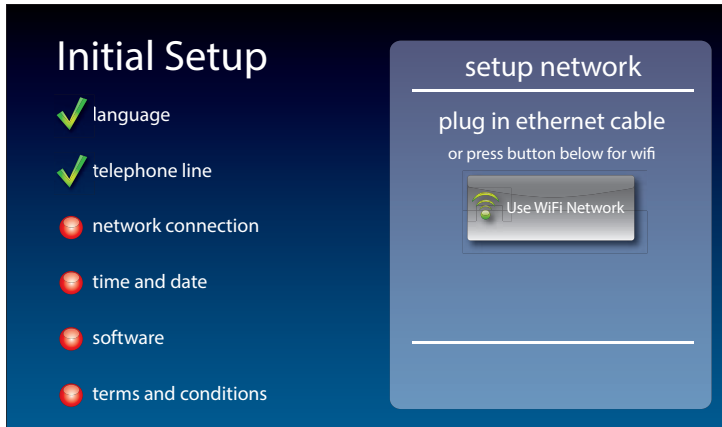 Initial Setup
language
telephone line
network connection
time and date
software
terms and conditions
setup network
plug in ethernet cable
or press button below for wifi
Use WiFi Network